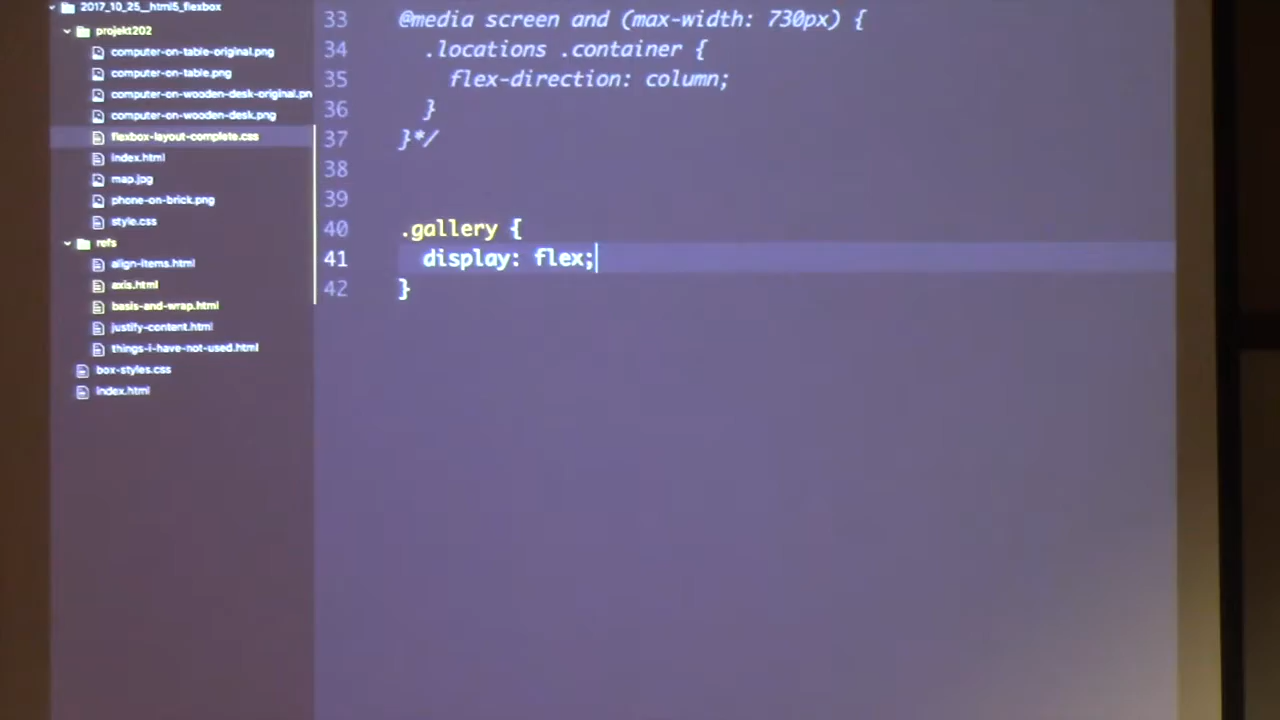 2017_10_25__html5_flexbox
projekt202
computer-on-table-original.png
computer-on-table.png
computer-on-wooden-desk-original.pn
computer-on-wooden-desk.png
flexbox-layout-complete.css
index.html
map.jpg
phone-on-brick.png
style.css
refs
align-items.html
axis.html
basis-and-wrap.html
justify-content.html
things-i-have-not-used.html
box-styles.css
index.html
33 @media screen and (max-width: 730px) {
34 .locations .container {
35 flex-direction: column;
36 }
37 }*/
38
39
40 .gallery {
41 display: flex;
42 }